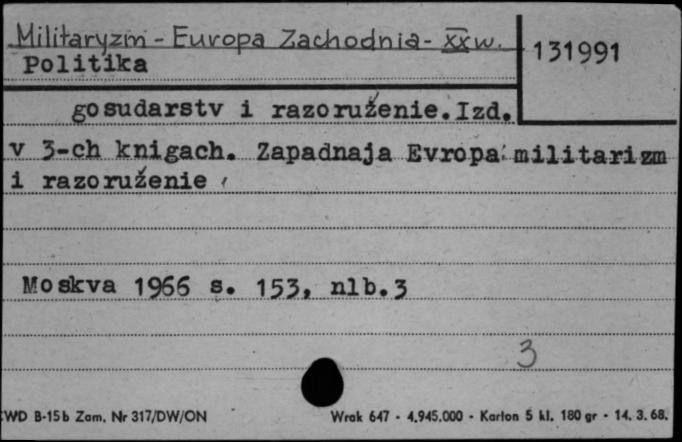 Militaryzm - Europa Zachodnia - XX w.
131991
Politika
gosudarstv i razoruženie. Izd.
v 3-ch knigach. Zapadnaja Evropa: militarizm
i razoruženie
Moskva 1966 s. 153, nlb.3
3
WD B-15b Zam. Nr 317/DW/ON
Wrak 647 - 4.945.000 - Karton 5 kl. 180 gr - 14. 3. 68.